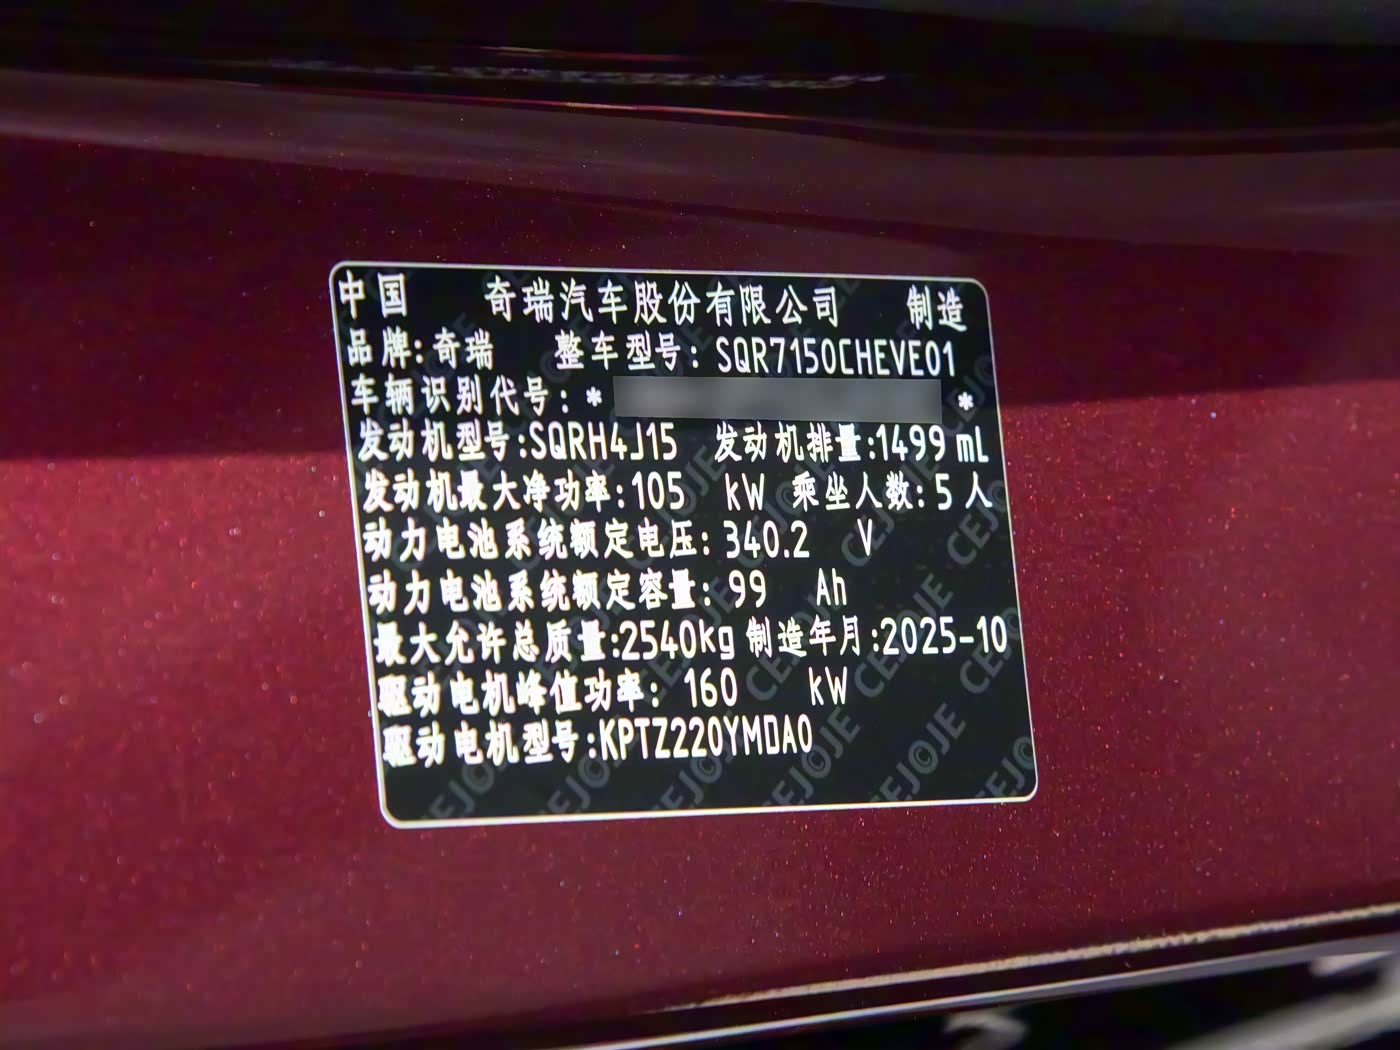 中国 奇瑞汽车股份有限公司 制造
品牌:奇瑞 整车型号:SQR7150CHEVE01
车辆识别代号:* *
发动机型号:SQRH4J15 发动机排量:1499 mL
发动机最大净功率:105 kW 乘坐人数:5 人
动力电池系统额定电压:340.2 V
动力电池系统额定容量:99 Ah
最大允许总质量:2540kg 制造年月:2025-10
驱动电机峰值功率:160 kW
驱动电机型号:KPTZ220YMDA0